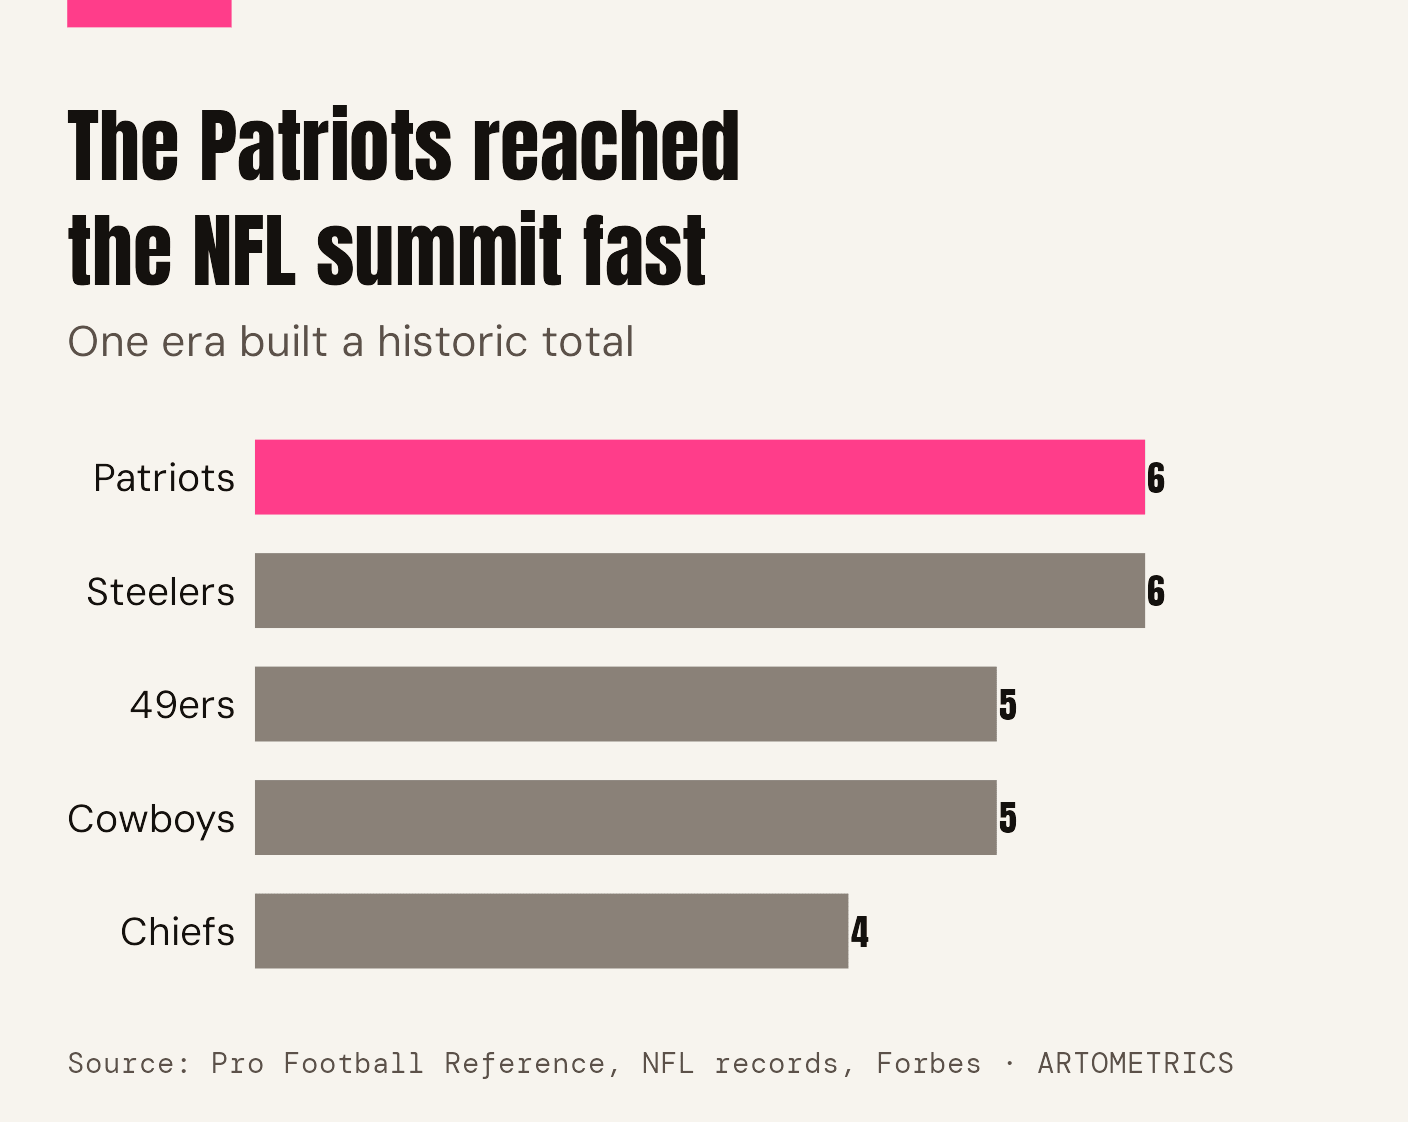 The Patriots reached
the NFL summit fast
One era built a historic total
Patriots 6
Steelers 6
49ers 5
Cowboys 5
Chiefs 4
Source: Pro Football Reference, NFL records, Forbes · ARTOMETRICS